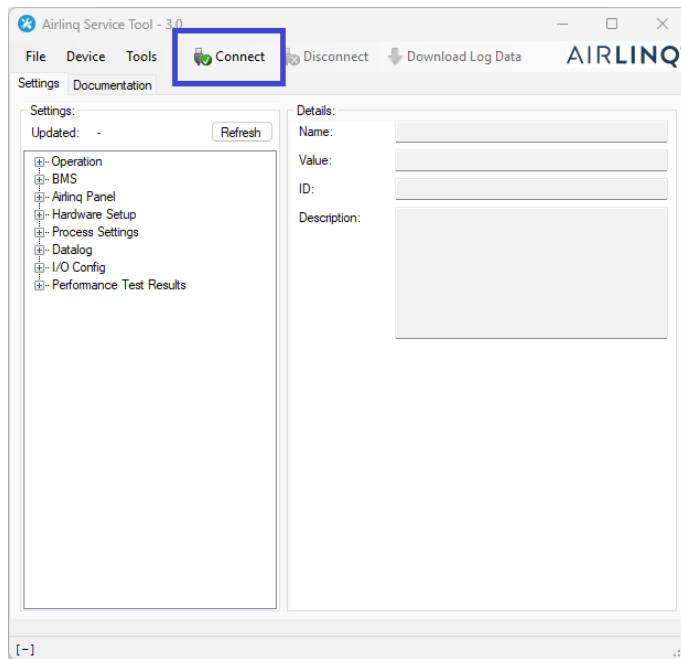 Airlinq Service Tool - 3.0
File Device Tools Connect Disconnect Download Log Data AIRLINQ
Settings Documentation
Settings:
Updated: - Refresh
Operation
BMS
Airlinq Panel
Hardware Setup
Process Settings
Datalog
I/O Config
Performance Test Results
Details:
Name:
Value:
ID:
Description:
[-]